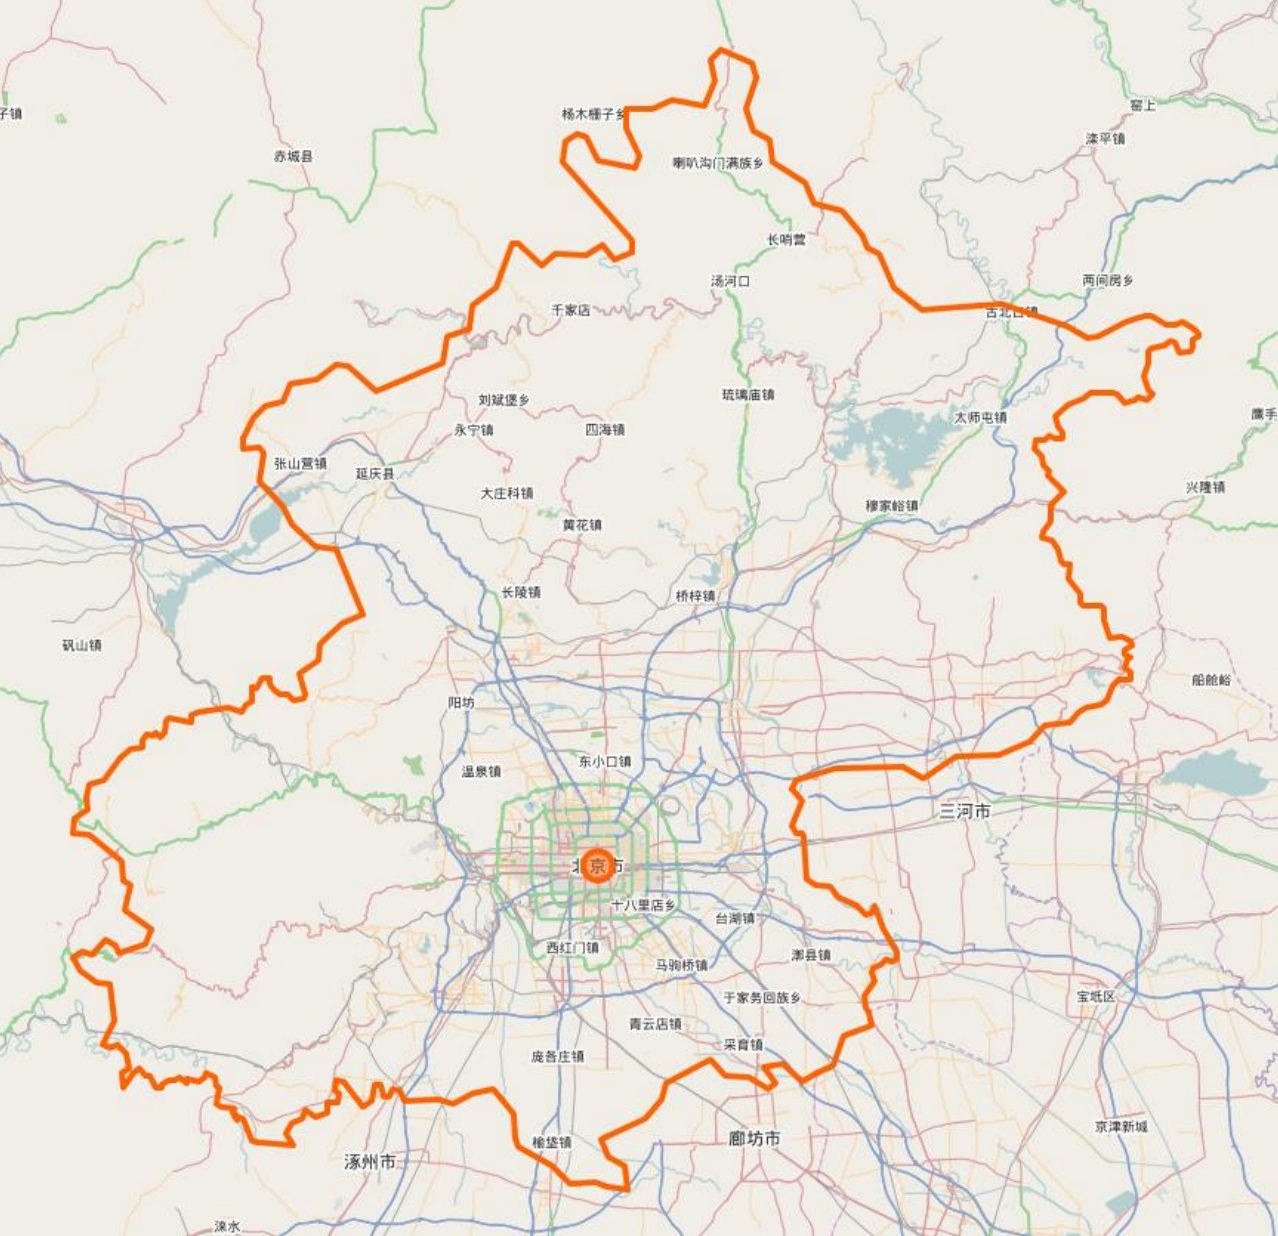 窑上
子镇
杨木栅子乡
滦平镇
赤城县
喇叭沟门满族乡
长哨营
汤河口
两间房乡
千家店
古北口镇
琉璃庙镇
刘斌堡乡
鹰手
太师屯镇
永宁镇
四海镇
张山营镇
延庆县
兴隆镇
大庄科镇
穆家峪镇
黄花镇
长陵镇
桥梓镇
矾山镇
船舱峪
阳坊
东小口镇
温泉镇
三河市
北京市
十八里店乡
台湖镇
西红门镇
漷县镇
马驹桥镇
于家务回族乡
宝坻区
青云店镇
采育镇
庞各庄镇
京津新城
廊坊市
榆垡镇
涿州市
涞水